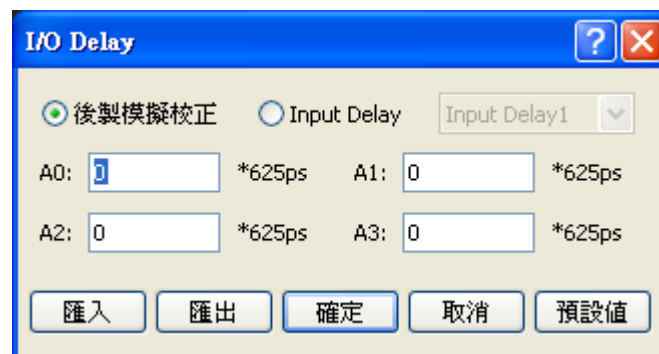 I/O Delay
後製模擬校正 Input Delay Input Delay1
A0: 0 *625ps A1: 0 *625ps
A2: 0 *625ps A3: 0 *625ps
匯入 匯出 確定 取消 預設值